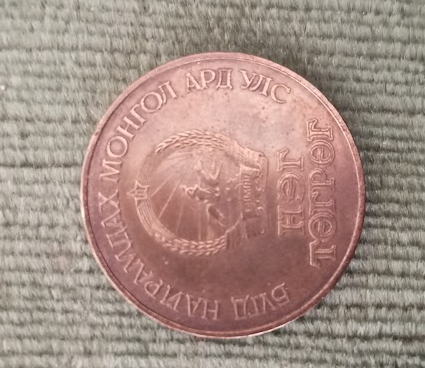 БҮГД НАЙРАМДАХ МОНГОЛ АРД УЛС
НЭГ
ТӨГРӨГ